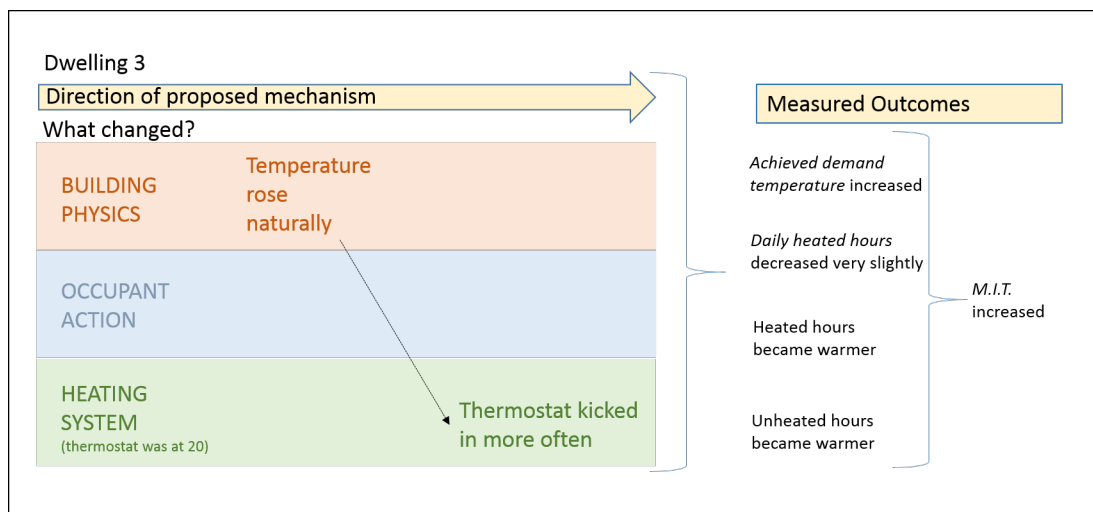 Dwelling 3
Direction of proposed mechanism
What changed?
BUILDING
PHYSICS
Temperature
rose
naturally
OCCUPANT
ACTION
HEATING
SYSTEM
(thermostat was at 20)
Thermostat kicked
in more often
Measured Outcomes
Achieved demand
temperature increased
Daily heated hours
decreased very slightly
Heated hours
became warmer
Unheated hours
became warmer
M.I.T.
increased